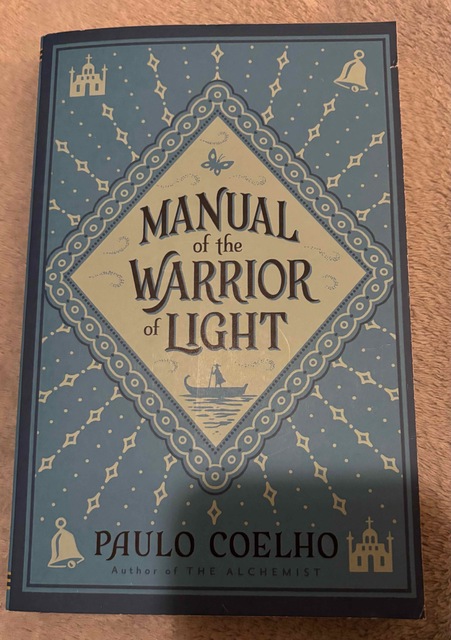 MANUAL
of the
WARRIOR
of LIGHT
PAULO COELHO
Author of THE ALCHEMIST